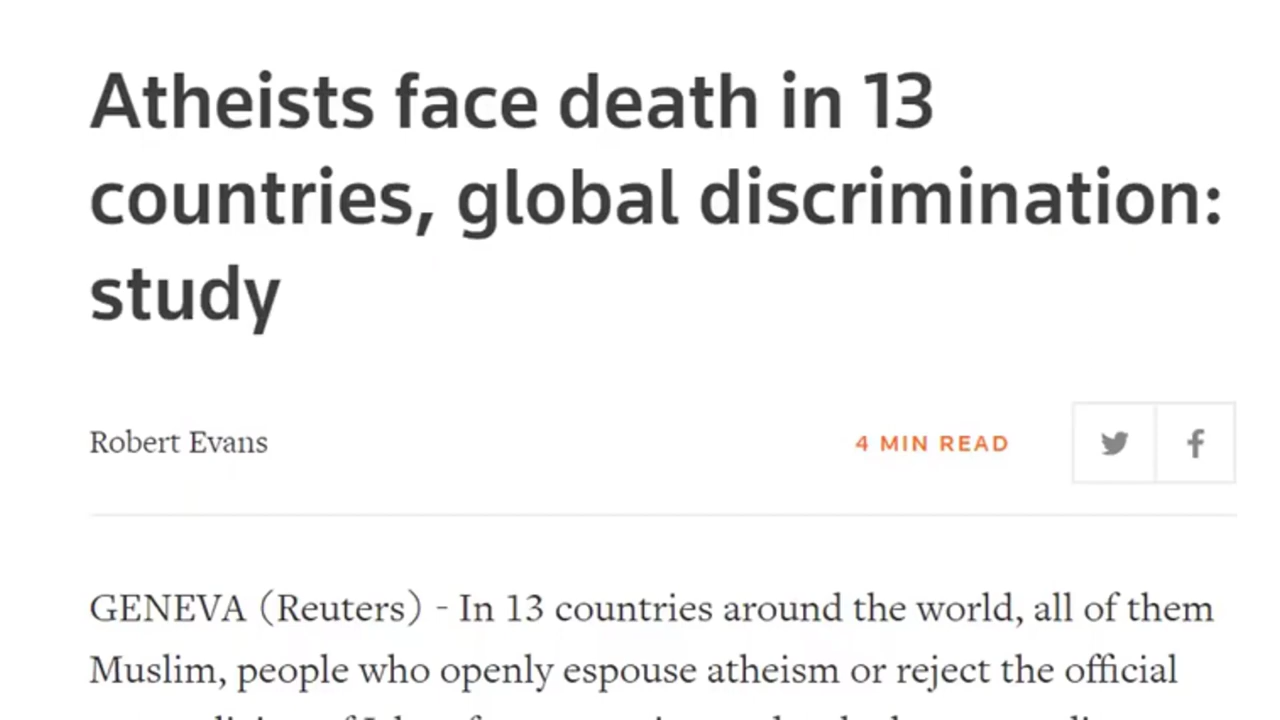 Atheists face death in 13
countries, global discrimination:
study
Robert Evans
4 MIN READ
GENEVA (Reuters) - In 13 countries around the world, all of them
Muslim, people who openly espouse atheism or reject the official